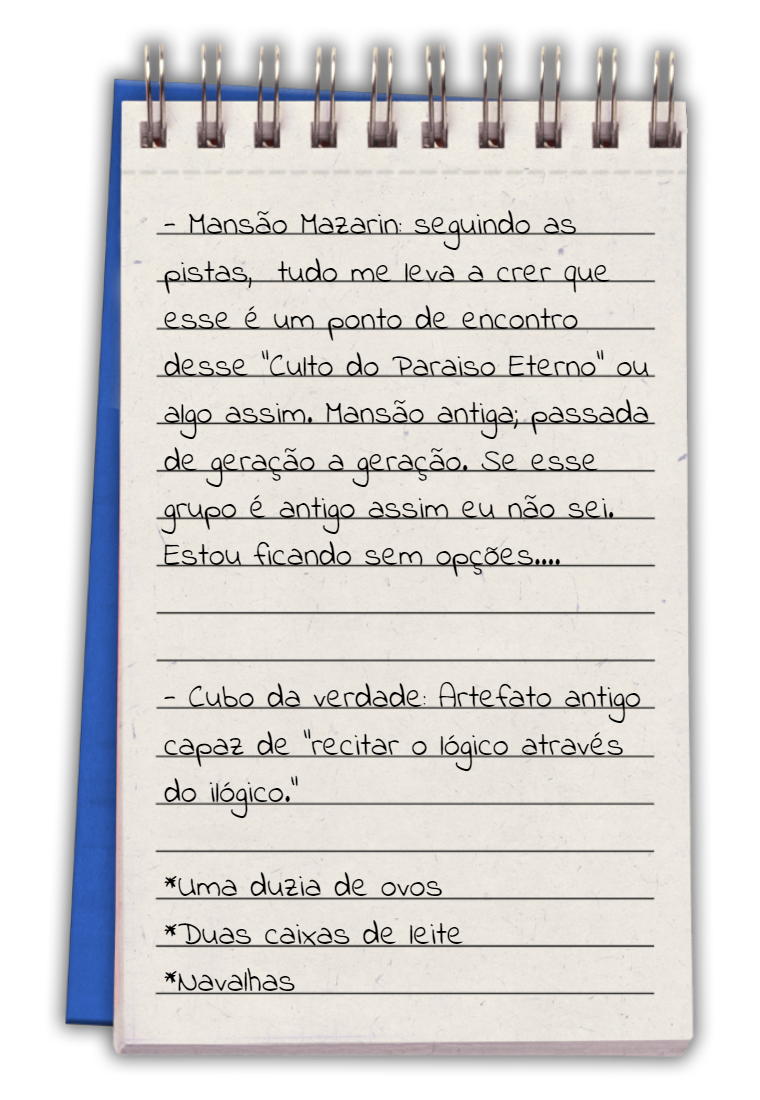 - Mansão Mazarin: seguindo as
pistas,  tudo me leva a crer que
esse é um ponto de encontro
desse "Culto do Paraiso Eterno" ou
algo assim. Mansão antiga; passada
de geração a geração. Se esse
grupo é antigo assim eu não sei.
Estou ficando sem opções....
- Cubo da verdade: Artefato antigo
capaz de "recitar o lógico através
do ilógico."
*Uma duzia de ovos
*Duas caixas de leite
*Navalhas